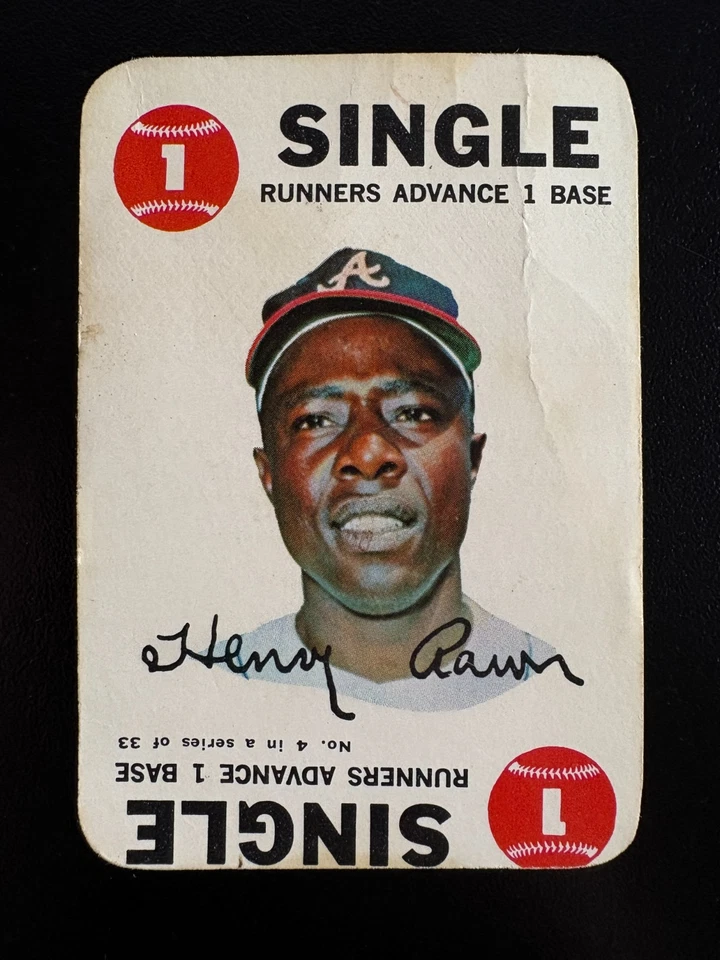 1
SINGLE
RUNNERS ADVANCE 1 BASE
A
Henry Aaron
No. 4 in a series of 33
RUNNERS ADVANCE 1 BASE
SINGLE
1